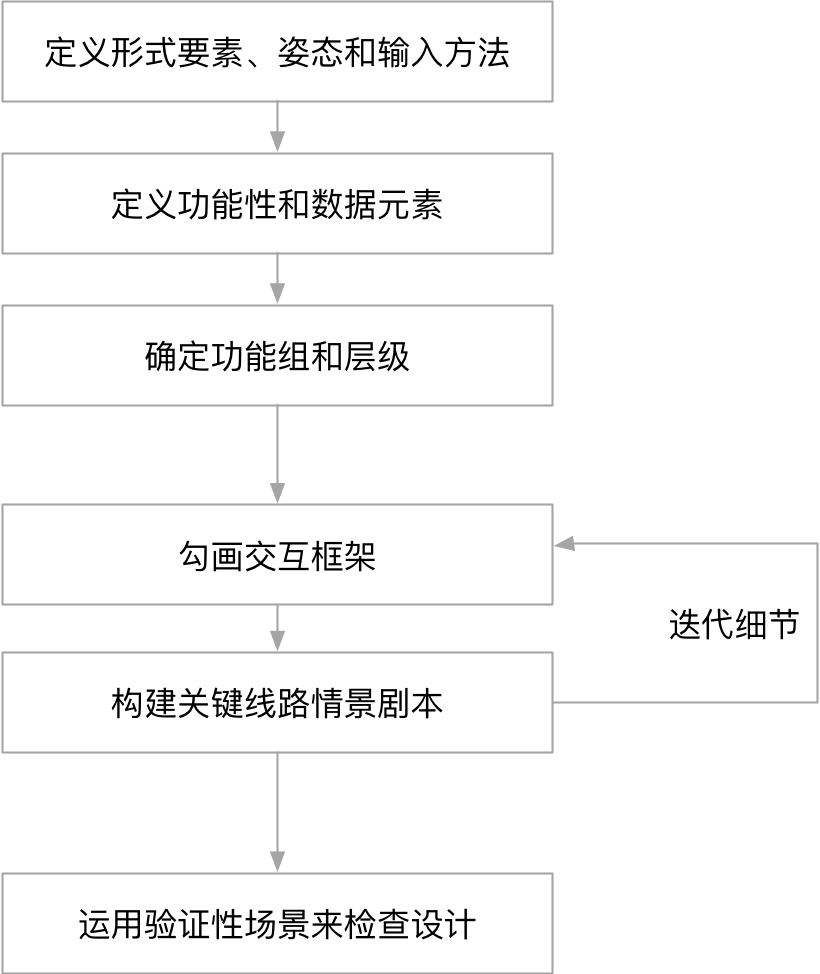 定义形式要素、姿态和输入方法
定义功能性和数据元素
确定功能组和层级
勾画交互框架
迭代细节
构建关键线路情景剧本
运用验证性场景来检查设计